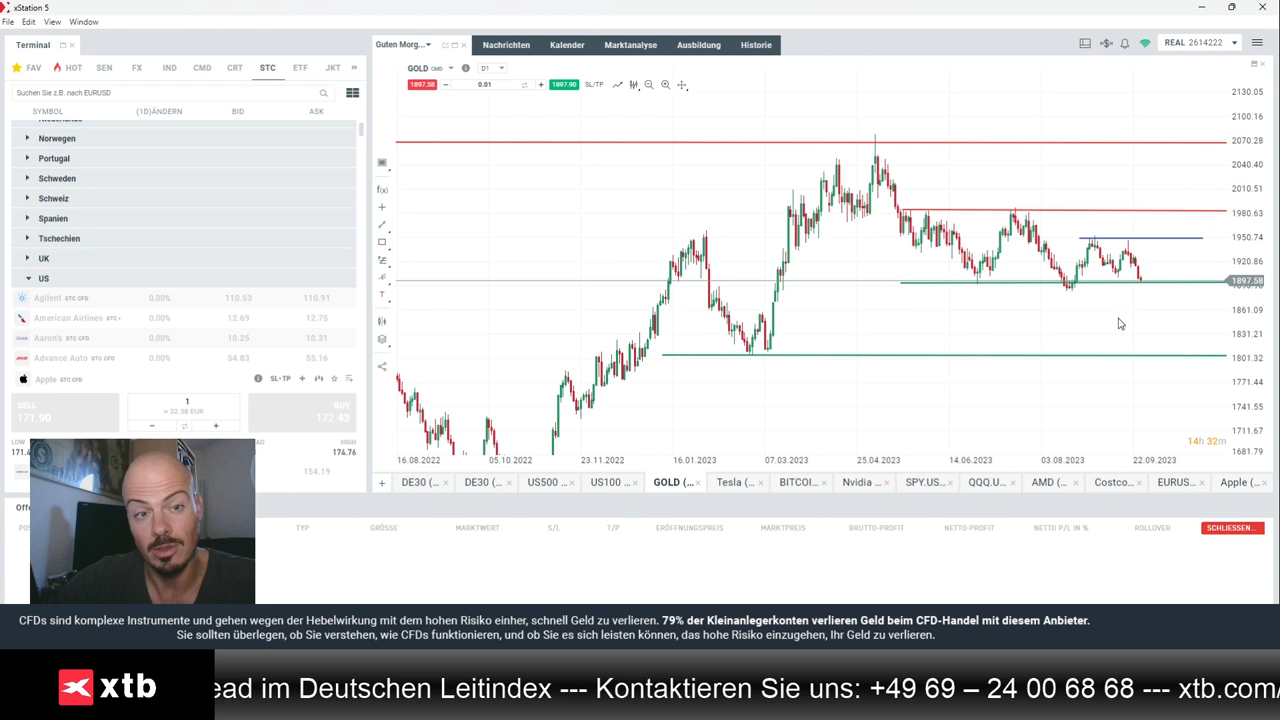 xStation 5
File Edit View Window
Terminal
FAV HOT SEN FX IND CMD CRT STC ETF JKT
Suchen Sie z.B. nach EURUSD
SYMBOL (1D)ÄNDERN BID ASK
Niederlande
Norwegen
Portugal
Schweden
Schweiz
Spanien
Tschechien
UK
US
Agilent STC CFD 0.00% 110.53 110.91
American Airlines STC 0.00% 12.69 12.75
Aaron's STC CFD 0.00% 10.25 10.31
Advance Auto STC CFD 0.00% 54.83 55.16
Apple STC CFD SL+TP
SELL 171.90
1
≈ 32.58 EUR
BUY 172.43
LOW
171.4
HIGH
174.76
154.19
Guten Morg... Nachrichten Kalender Marktanalyse Ausbildung Historie
REAL 2614222
GOLD CMD D1
1897.58 0.01 1897.90 SL/TP
f(x)
T
2130.05
2100.16
2070.28
2040.40
2010.51
1980.63
1950.74
1920.86
1897.58
1861.09
1831.21
1801.32
1771.44
1741.55
1711.67
1681.79
14h 32m
16.08.2022 05.10.2022 23.11.2022 16.01.2023 07.03.2023 25.04.2023 14.06.2023 03.08.2023 22.09.2023
DE30 (... DE30 (... US500 ... US100 ... GOLD (... Tesla (... BITCOI... Nvidia ... SPY.US... QQQ.U... AMD (... Costco... EURUS... Apple (...
TYP GRÖSSE MARKTWERT S/L T/P ERÖFFNUNGSPREIS MARKTPREIS BRUTTO-PROFIT NETTO-PROFIT NETTO P/L IN % ROLLOVER SCHLIESSEN...
CFDs sind komplexe Instrumente und gehen wegen der Hebelwirkung mit dem hohen Risiko einher, schnell Geld zu verlieren. 79% der Kleinanlegerkonten verlieren Geld beim CFD-Handel mit diesem Anbieter.
Sie sollten überlegen, ob Sie verstehen, wie CFDs funktionieren, und ob Sie es sich leisten können, das hohe Risiko einzugehen, Ihr Geld zu verlieren.
xtb
ead im Deutschen Leitindex --- Kontaktieren Sie uns: +49 69 – 24 00 68 68 --- xtb.com/